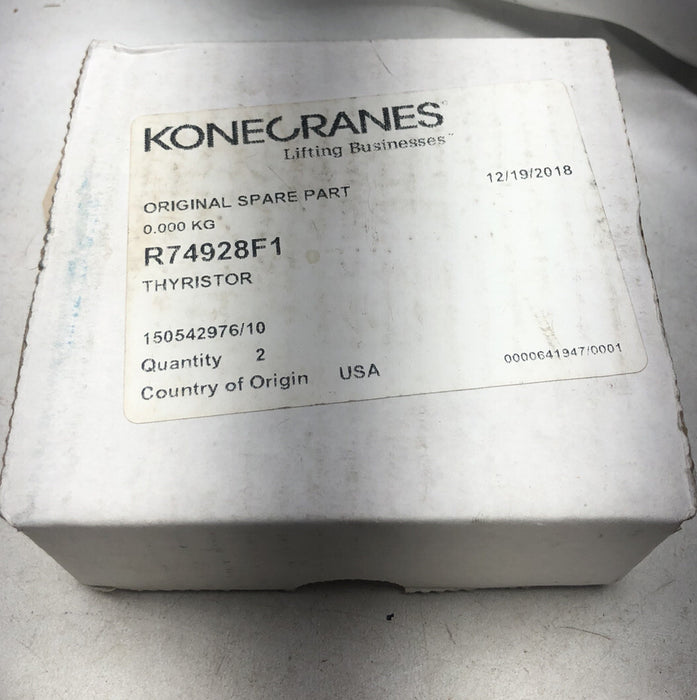 KONECRANES
Lifting Businesses™
12/19/2018
ORIGINAL SPARE PART
0.000 KG
R74928F1
THYRISTOR
150542976/10
Quantity 2
0000641947/0001
Country of Origin USA